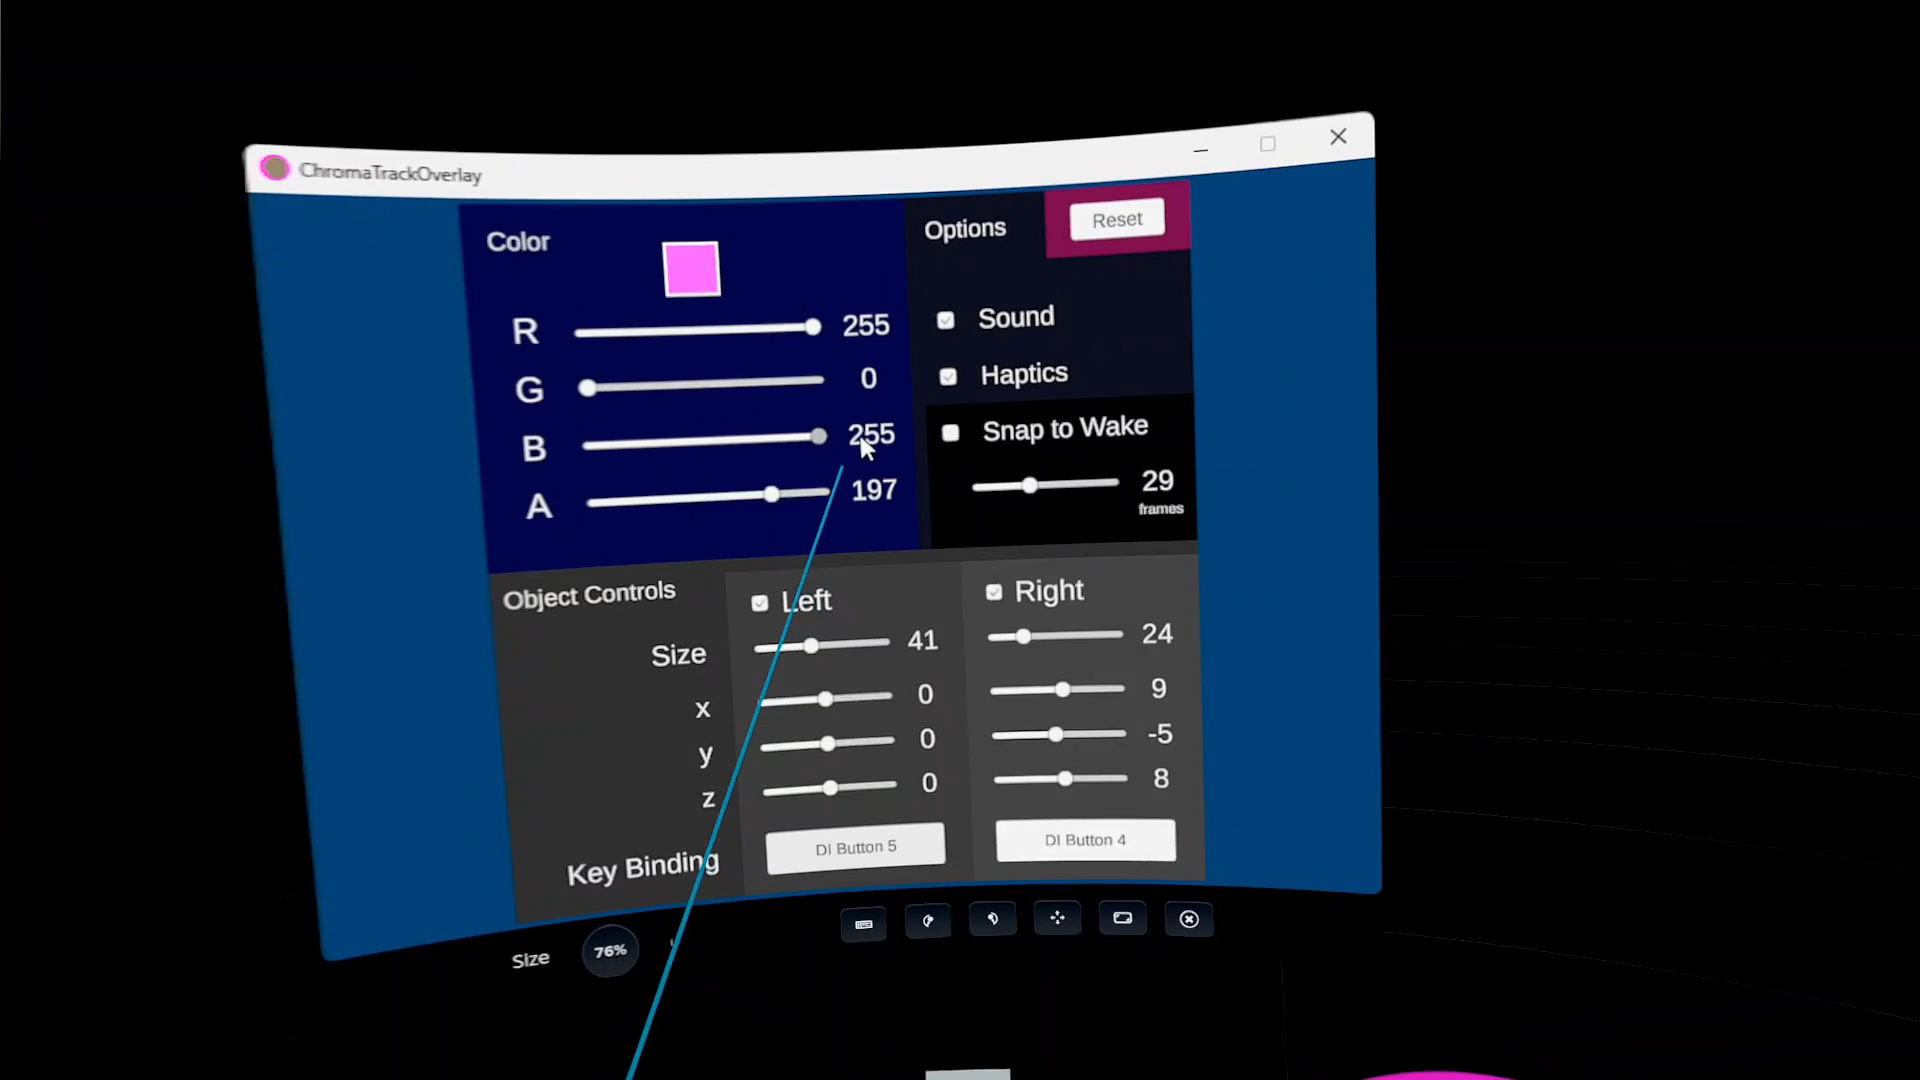 ChromaTrackOverlay
Color
Options
Reset
R 255
G 0
B 255
A 197
Sound
Haptics
Snap to Wake
29
frames
Object Controls
Left
Right
Size 41 24
x 0 9
y 0 -5
z 0 8
Key Binding
DI Button 5
DI Button 4
Size 76%